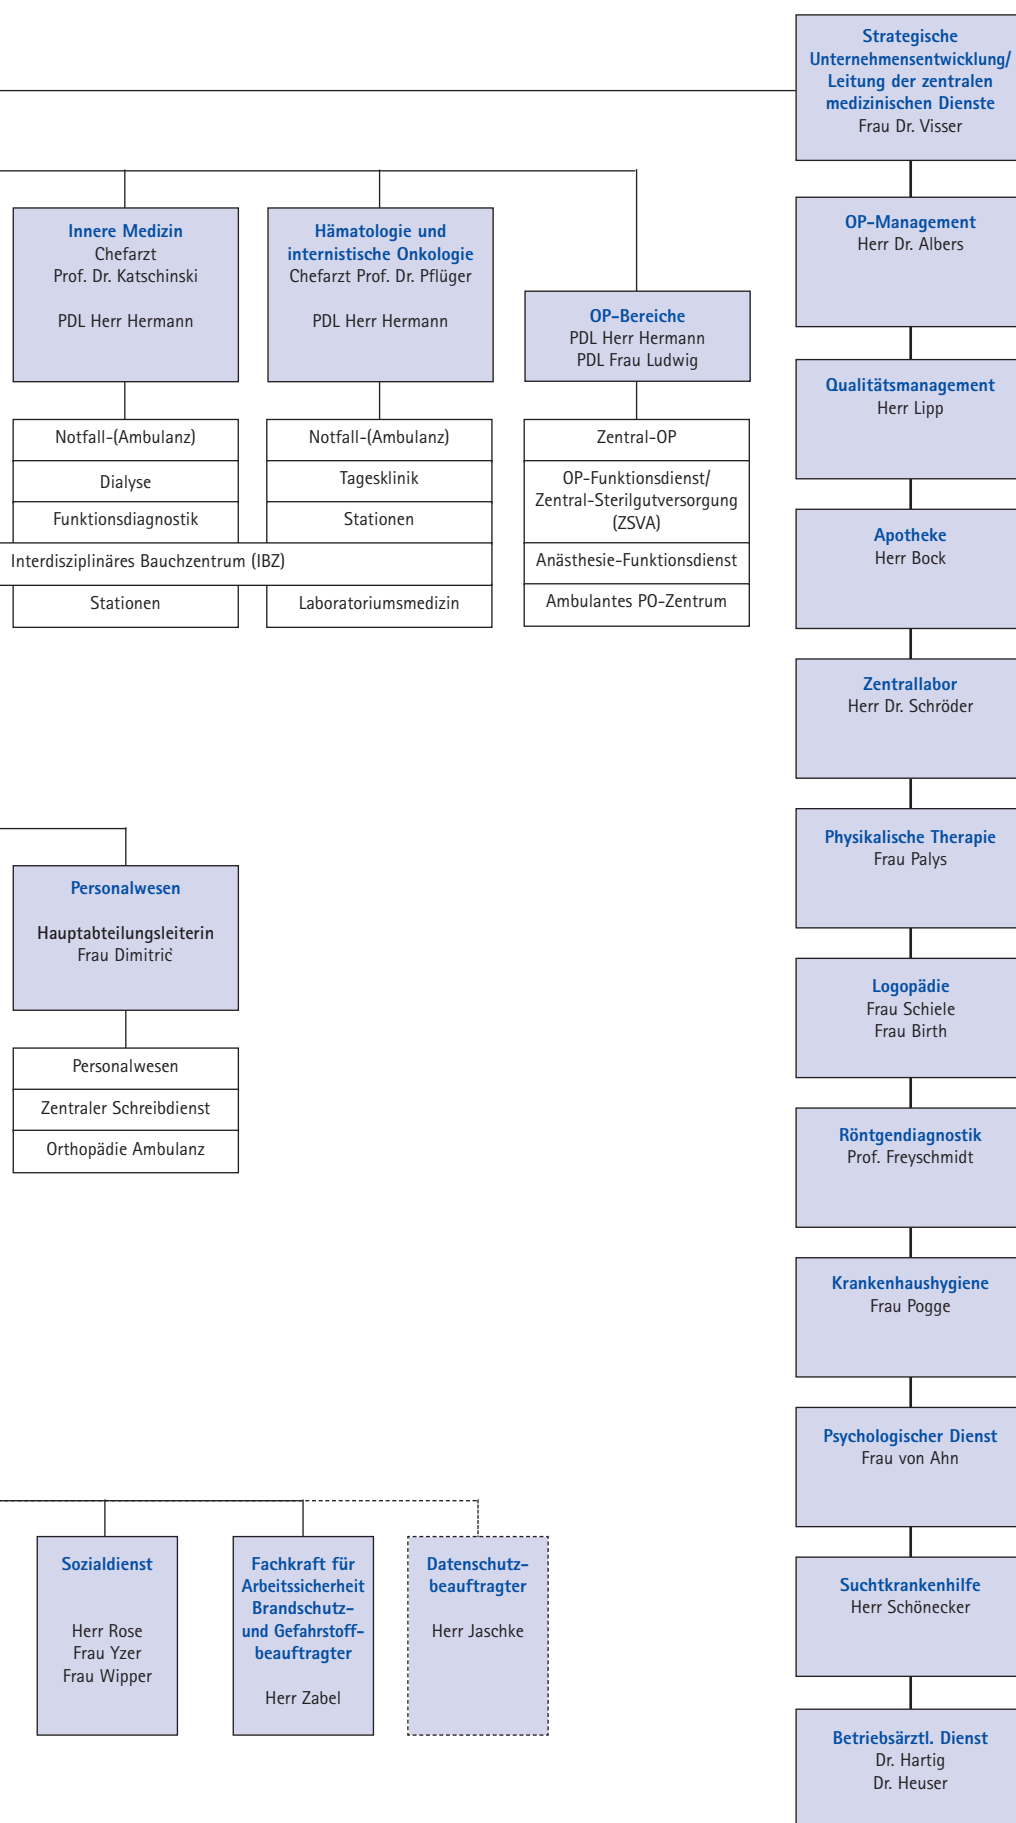 Strategische
Unternehmensentwicklung/
Leitung der zentralen
medizinischen Dienste
Frau Dr. Visser
Innere Medizin
Chefarzt
Prof. Dr. Katschinski
PDL Herr Hermann
Hämatologie und
internistische Onkologie
Chefarzt Prof. Dr. Pflüger
PDL Herr Hermann
OP-Bereiche
PDL Herr Hermann
PDL Frau Ludwig
Notfall-(Ambulanz)
Dialyse
Funktionsdiagnostik
Interdisziplinäres Bauchzentrum (IBZ)
Stationen
Notfall-(Ambulanz)
Tagesklinik
Stationen
Laboratoriumsmedizin
Zentral-OP
OP-Funktionsdienst/
Zentral-Sterilgutversorgung
(ZSVA)
Anästhesie-Funktionsdienst
Ambulantes PO-Zentrum
OP-Management
Herr Dr. Albers
Qualitätsmanagement
Herr Lipp
Apotheke
Herr Bock
Zentrallabor
Herr Dr. Schröder
Physikalische Therapie
Frau Palys
Logopädie
Frau Schiele
Frau Birth
Röntgendiagnostik
Prof. Freyschmidt
Krankenhaushygiene
Frau Pogge
Psychologischer Dienst
Frau von Ahn
Suchtkrankenhilfe
Herr Schönecker
Betriebsärztl. Dienst
Dr. Hartig
Dr. Heuser
Personalwesen
Hauptabteilungsleiterin
Frau Dimitric̀
Personalwesen
Zentraler Schreibdienst
Orthopädie Ambulanz
Sozialdienst
Herr Rose
Frau Yzer
Frau Wipper
Fachkraft für
Arbeitssicherheit
Brandschutz-
und Gefahrstoff-
beauftragter
Herr Zabel
Datenschutz-
beauftragter
Herr Jaschke